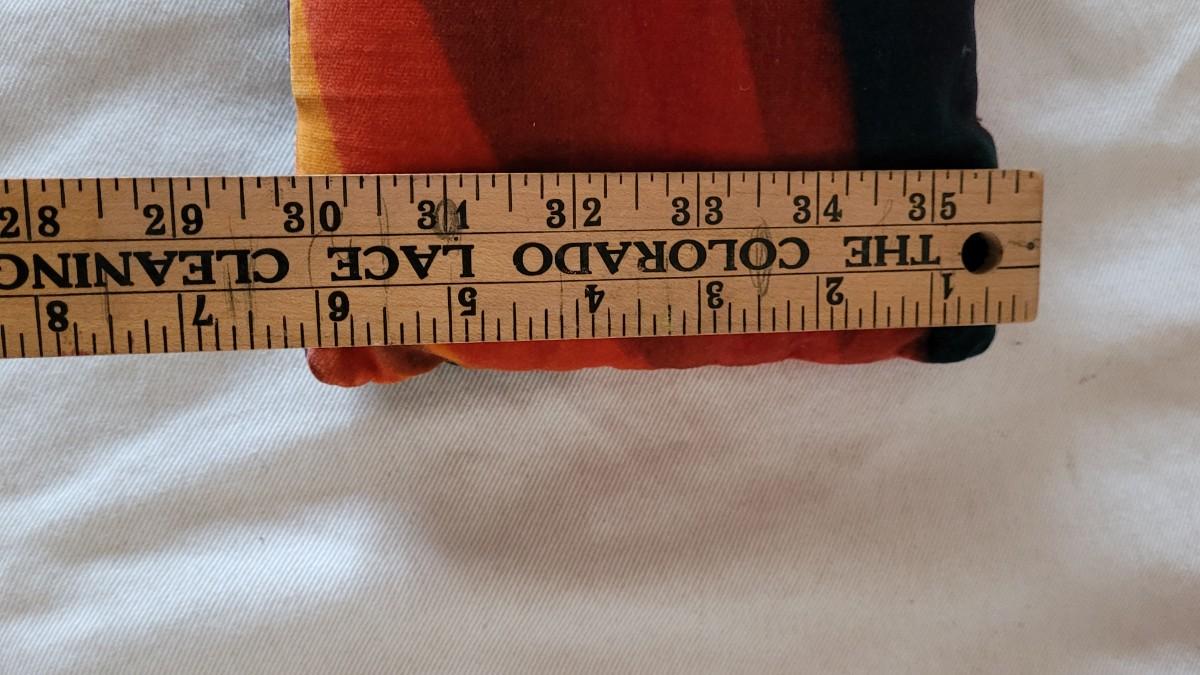 28 29 30 31 32 33 34 35
THE COLORADO LACE CLEANING
1 2 3 4 5 6 7 8